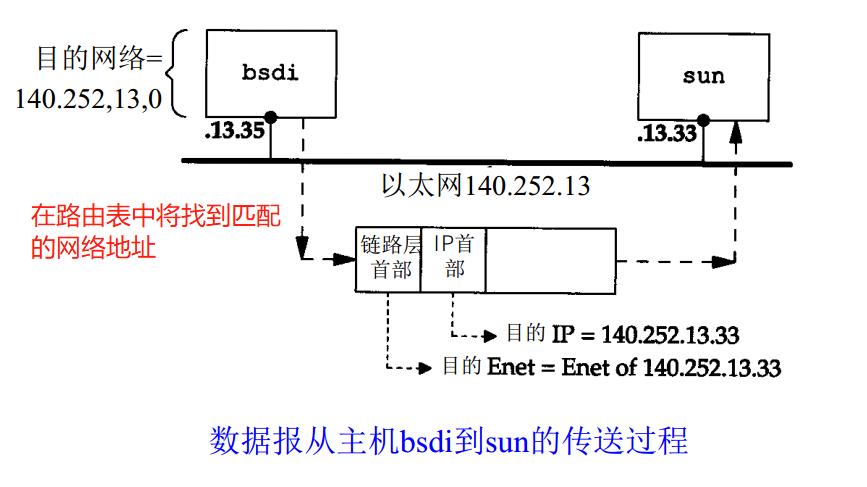 目的网络=
140.252,13,0
bsdi
sun
.13.35
.13.33
以太网140.252.13
在路由表中将找到匹配
的网络地址
链路层
首部
IP首
部
目的 IP = 140.252.13.33
目的 Enet = Enet of 140.252.13.33
数据报从主机bsdi到sun的传送过程